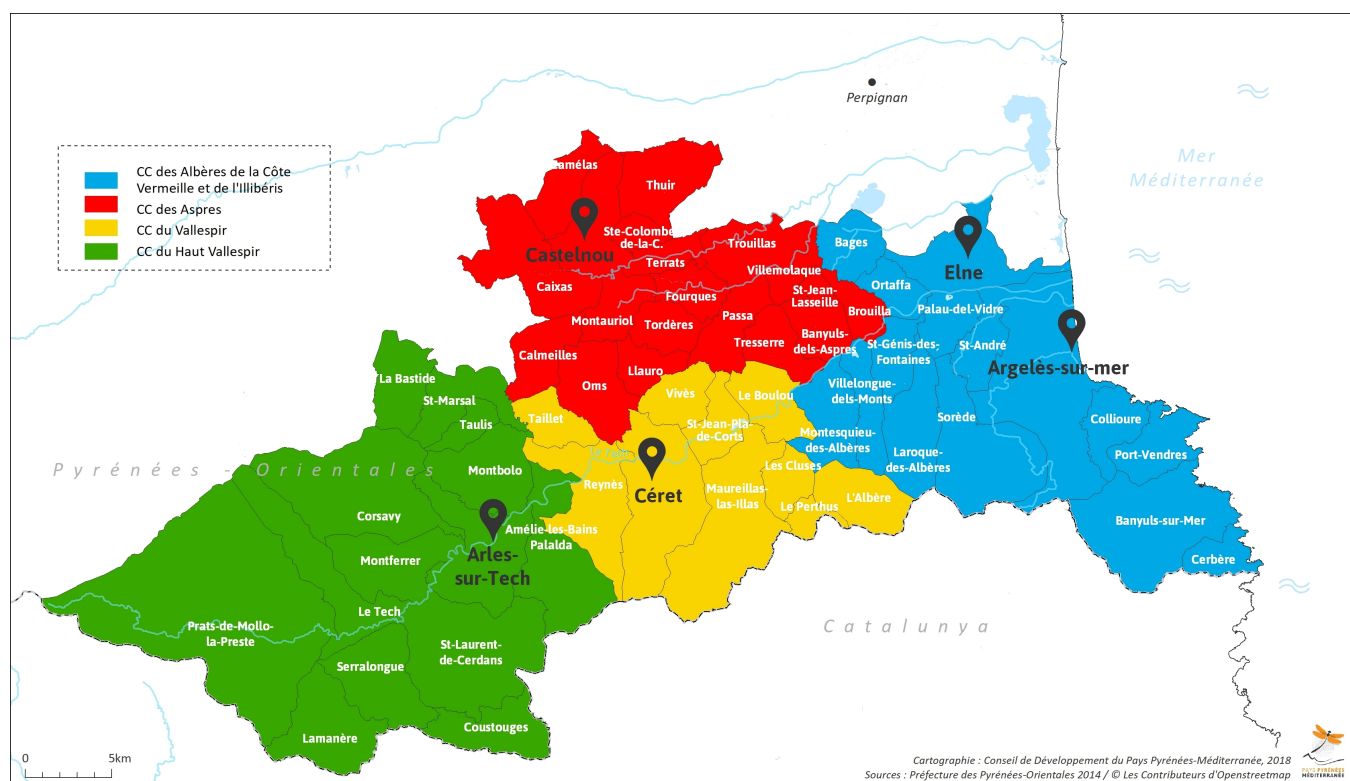 Perpignan
Mer
Méditerranée
CC des Albères de la Côte
Vermeille et de l'Illibéris
CC des Aspres
CC du Vallespir
CC du Haut Vallespir
Camélas
Thuir
Ste-Colombe
de-la-C.
Castelnou
Terrats
Trouillas
Villemolaque
Bages
Elne
Caixas
Fourques
St-Jean-
Lasseille
Ortaffa
Brouilla
Palau-del-Vidre
Montauriol
Tordères
Passa
Tresserre
Banyuls-
dels-Aspres
St-Génis-des-
Fontaines
St-André
Argelès-sur-mer
Calmeilles
Llauro
Oms
La Bastide
St-Marsal
Taulis
Taillet
Vivès
Le Boulou
Villelongue-
dels-Monts
Sorède
Collioure
Port-Vendres
St-Jean-Pla-
de-Corts
Montesquieu-
des-Albères
Laroque-
des-Albères
Le Tech
Pyrénées - Orientales
Montbolo
Reynès
Céret
Maureillas-
las-Illas
Les Cluses
Le Perthus
L'Albère
Banyuls-sur-Mer
Cerbère
Corsavy
Amélie-les-Bains
Palalda
Arles-
sur-Tech
Montferrer
Le Tech
Prats-de-Mollo-
la-Preste
St-Laurent-
de-Cerdans
Serralongue
Catalunya
Coustouges
Lamanère
0
5km
Cartographie : Conseil de Développement du Pays Pyrénées-Méditerranée, 2018
Sources : Préfecture des Pyrénées-Orientales 2014 / © Les Contributeurs d'Openstreetmap
PAYS PYRÉNÉES
MÉDITERRANÉE